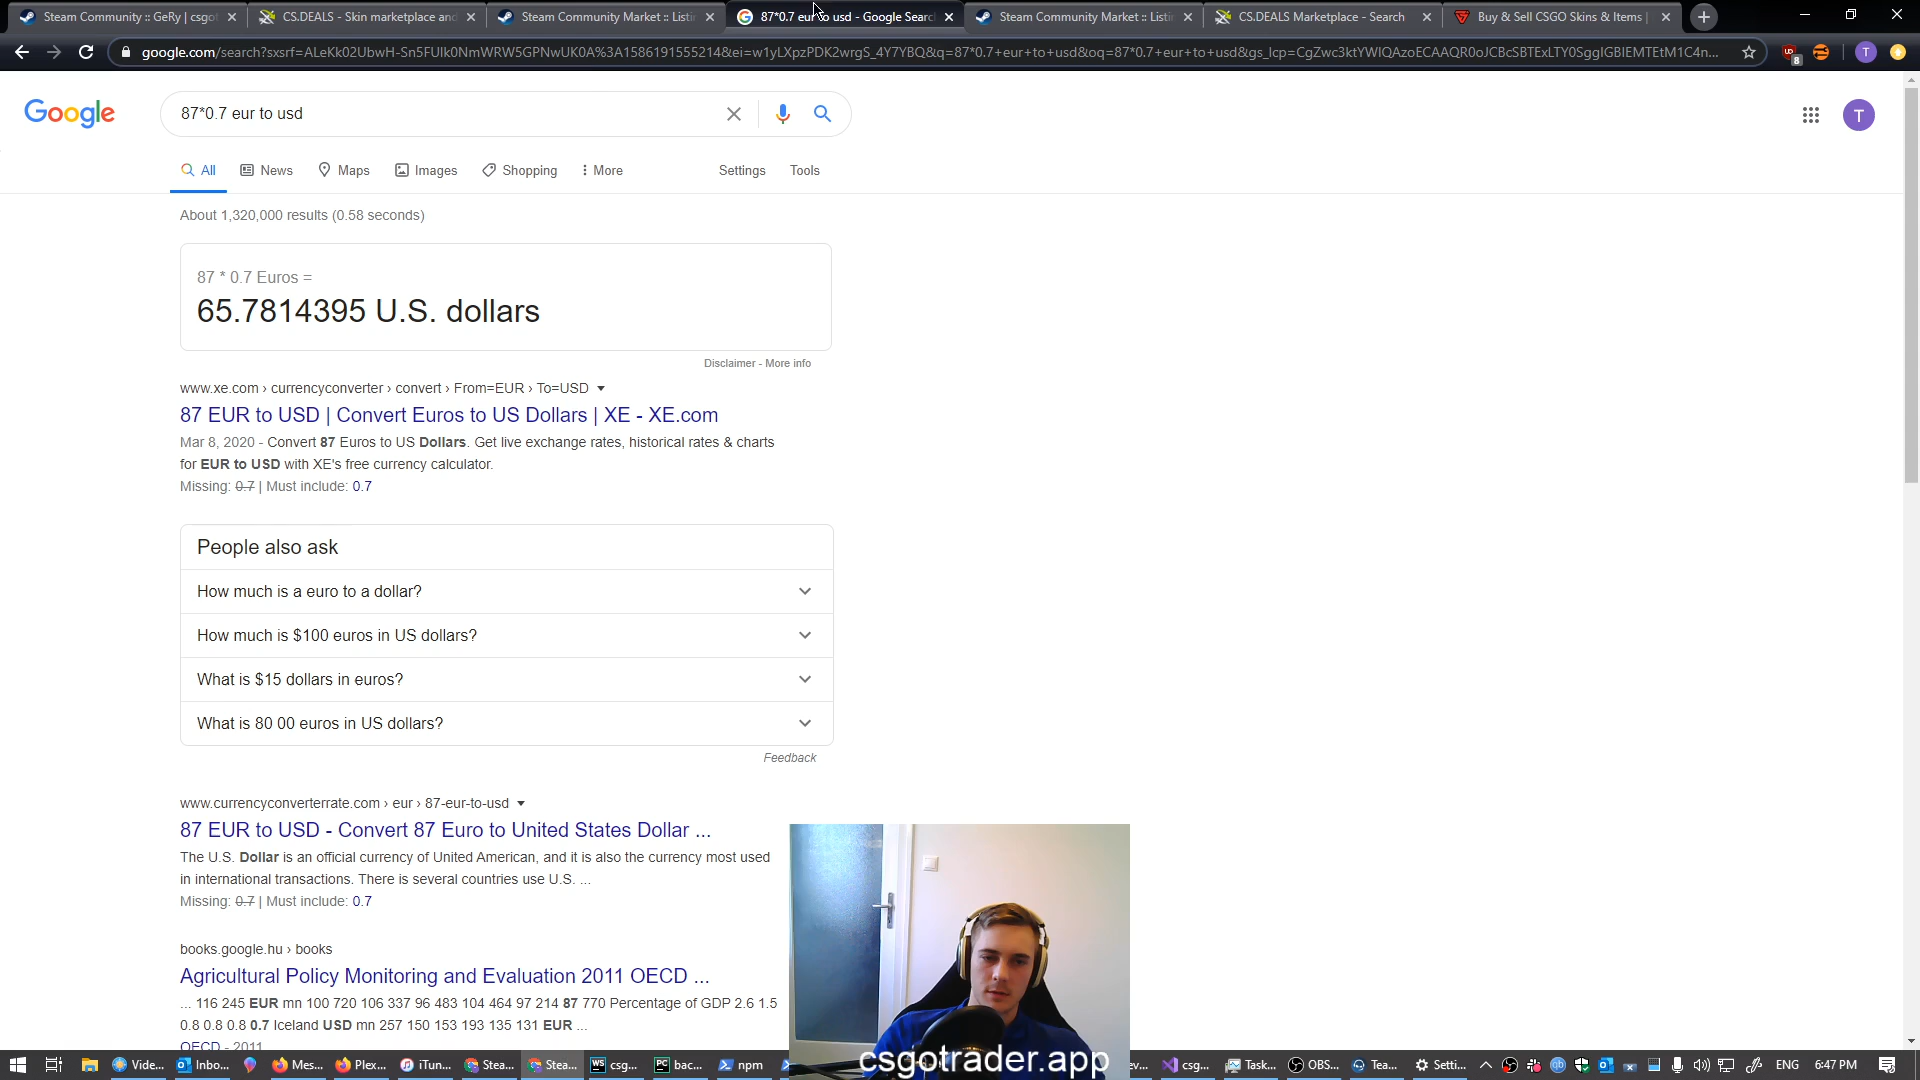 Steam Community :: GeRy | csgot
CS.DEALS - Skin marketplace and
Steam Community Market :: Listin
87*0.7 eur to usd - Google Search
Steam Community Market :: Listin
CS.DEALS Marketplace - Search
Buy & Sell CSGO Skins & Items |
google.com/search?sxsrf=ALeKk02UbwH-Sn5FUIk0NmWRW5GPNwUK0A%3A1586191555214&ei=w1yLXpzPDK2wrgS_4Y7YBQ&q=87*0.7+eur+to+usd&oq=87*0.7+eur+to+usd&gs_lcp=CgZwc3ktYWIQAzoECAAQR0oJCBcSBTExLTY0SggIGBIEMTEtM1C4n...
8
T
Google
87*0.7 eur to usd
T
All
News
Maps
Images
Shopping
More
Settings
Tools
About 1,320,000 results (0.58 seconds)
87 * 0.7 Euros =
65.7814395 U.S. dollars
Disclaimer - More info
www.xe.com › currencyconverter › convert › From=EUR › To=USD
87 EUR to USD | Convert Euros to US Dollars | XE - XE.com
Mar 8, 2020 - Convert 87 Euros to US Dollars. Get live exchange rates, historical rates & charts
for EUR to USD with XE's free currency calculator.
Missing: 0.7 | Must include: 0.7
People also ask
How much is a euro to a dollar?
How much is $100 euros in US dollars?
What is $15 dollars in euros?
What is 80 00 euros in US dollars?
Feedback
www.currencyconverterrate.com › eur › 87-eur-to-usd
87 EUR to USD - Convert 87 Euro to United States Dollar ...
The U.S. Dollar is an official currency of United American, and it is also the currency most used
in international transactions. There is several countries use U.S. ...
Missing: 0.7 | Must include: 0.7
books.google.hu › books
Agricultural Policy Monitoring and Evaluation 2011 OECD ...
... 116 245 EUR mn 100 720 106 337 96 483 104 464 97 214 87 770 Percentage of GDP 2.6 1.5
0.8 0.8 0.8 0.7 Iceland USD mn 257 150 153 193 135 131 EUR ...
OECD - 2011
csgotrader.app
Vide...
Inbo...
Mes...
Plex...
iTun...
Stea...
Stea...
csg...
bac...
npm
ev...
csg...
Task...
OBS...
Tea...
Setti...
ENG
6:47 PM